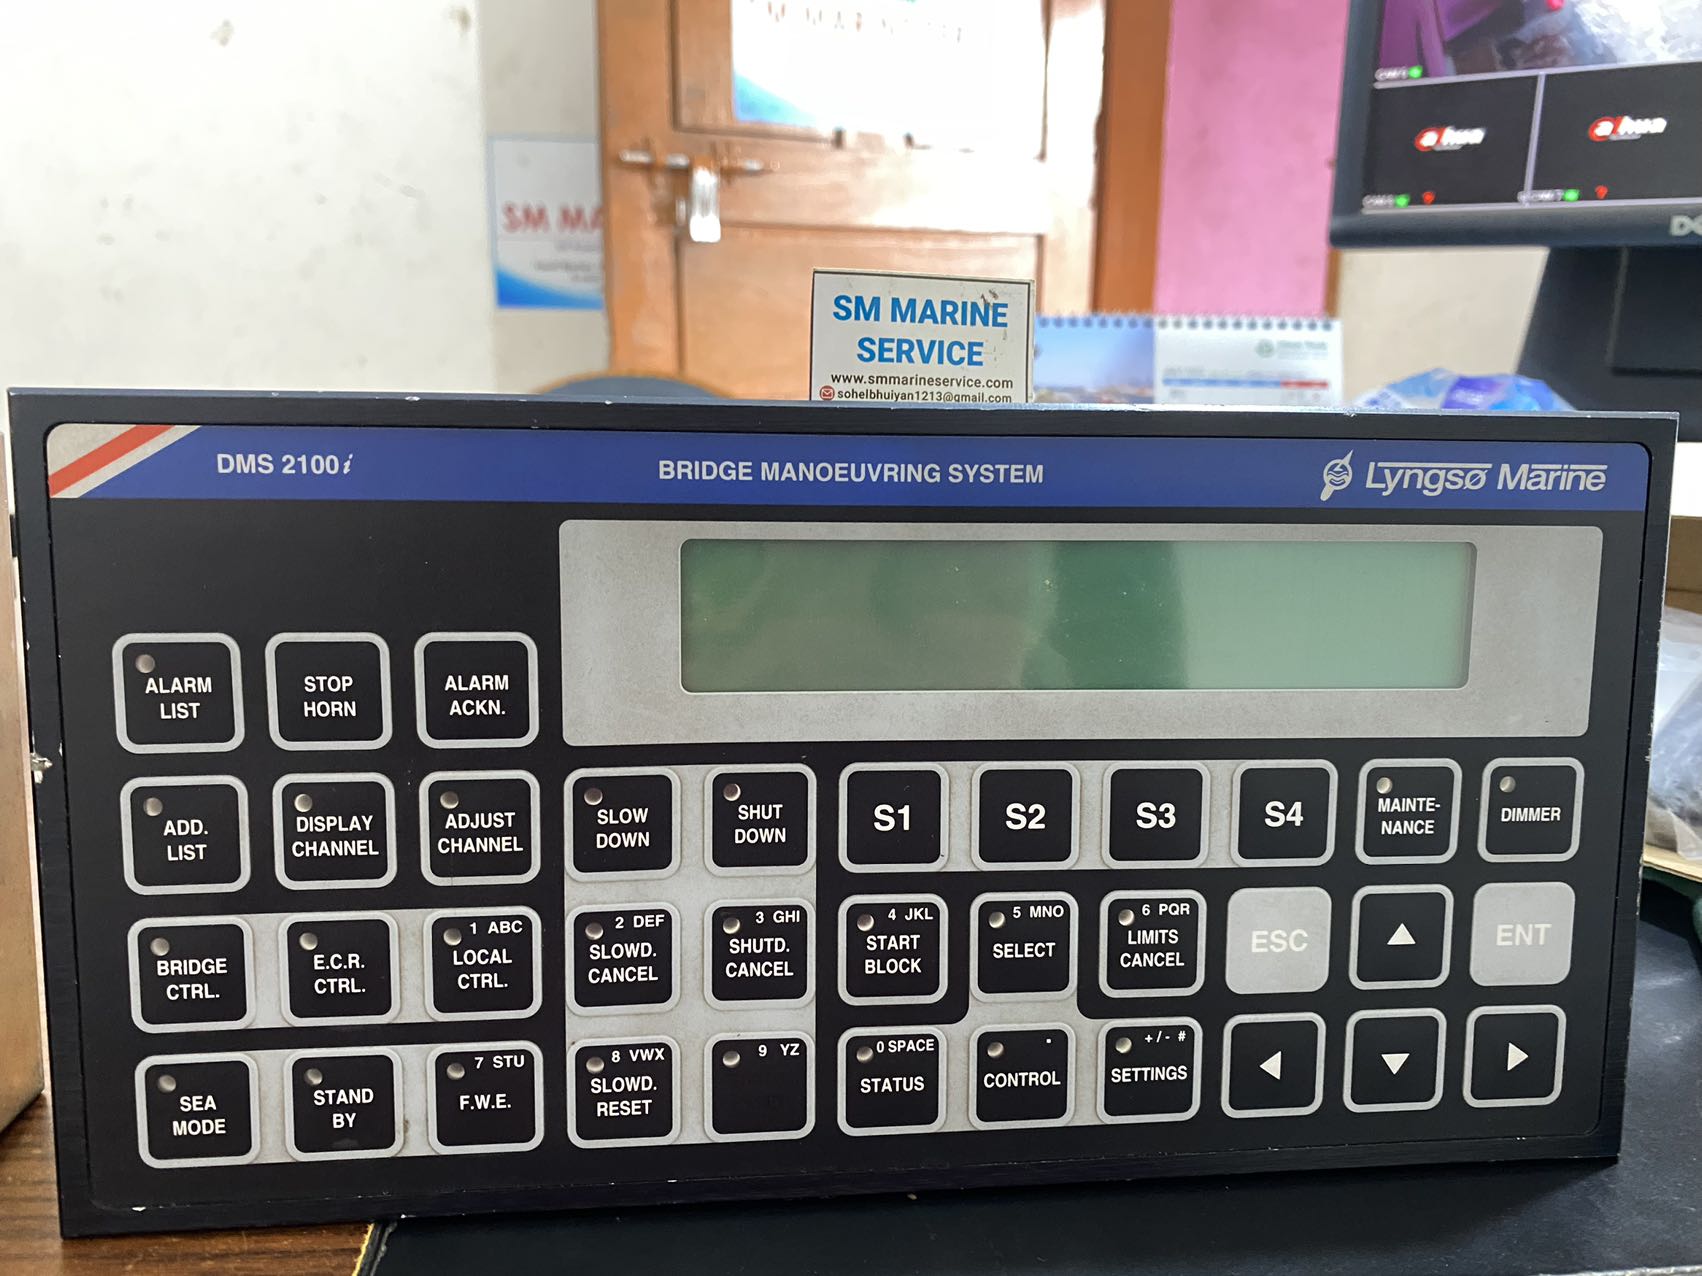 SM MA
SM MARINE
SERVICE
www.smmarineservice.com
sohelbhuiyan1213@gmail.com
alhua
alhua
DMS 2100i
BRIDGE MANOEUVRING SYSTEM
Lyngsø Marine
ALARM
LIST
STOP
HORN
ALARM
ACKN.
ADD.
LIST
DISPLAY
CHANNEL
ADJUST
CHANNEL
SLOW
DOWN
SHUT
DOWN
S1
S2
S3
S4
MAINTE-
NANCE
DIMMER
BRIDGE
CTRL.
E.C.R.
CTRL.
1 ABC
LOCAL
CTRL.
2 DEF
SLOWD.
CANCEL
3 GHI
SHUTD.
CANCEL
4 JKL
START
BLOCK
5 MNO
SELECT
6 PQR
LIMITS
CANCEL
ESC
▲
ENT
SEA
MODE
STAND
BY
7 STU
F.W.E.
8 VWX
SLOWD.
RESET
9 YZ
0 SPACE
STATUS
.
CONTROL
+/- #
SETTINGS
◀
▼
▶